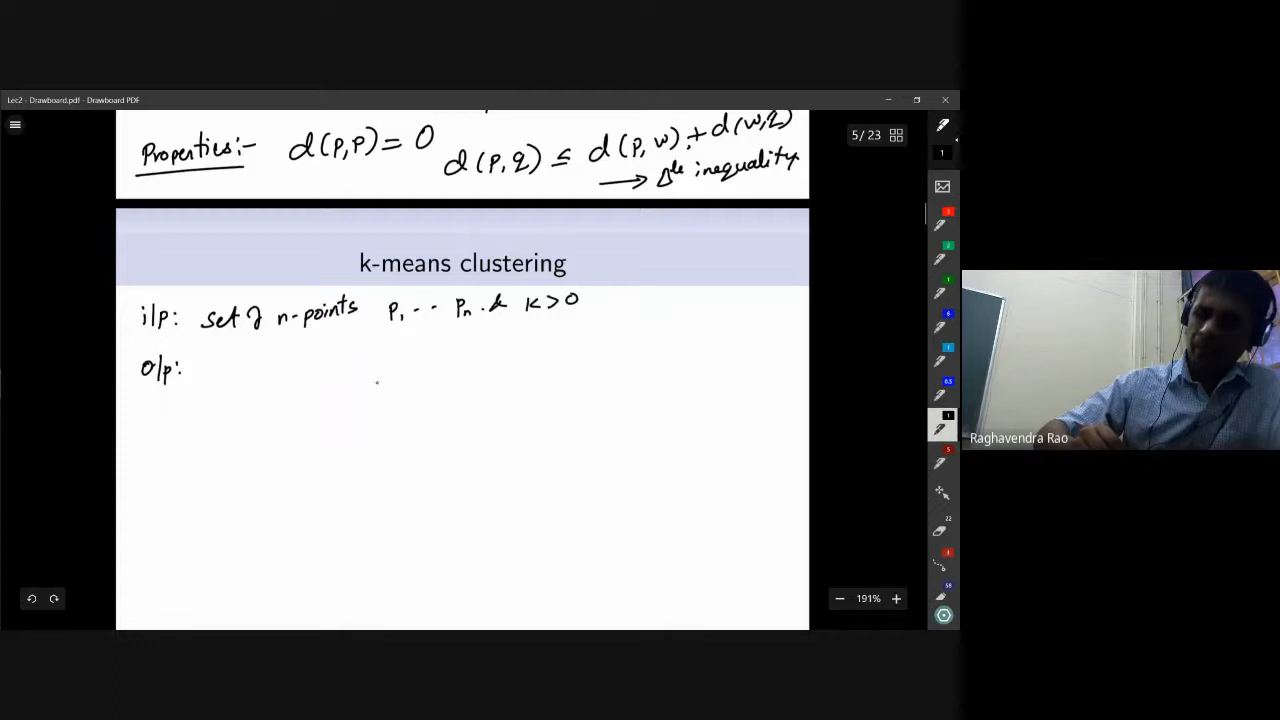 Lec2 - Drawboard.pdf - Drawboard PDF
Properties:- d(p,p) = 0 d(p,q) ≤ d(p,w) + d(w,q)
→ Δle inequality
5 / 23
k-means clustering
i/p: set of n-points P1 .. Pn & K > 0
o/p:
Raghavendra Rao
191%